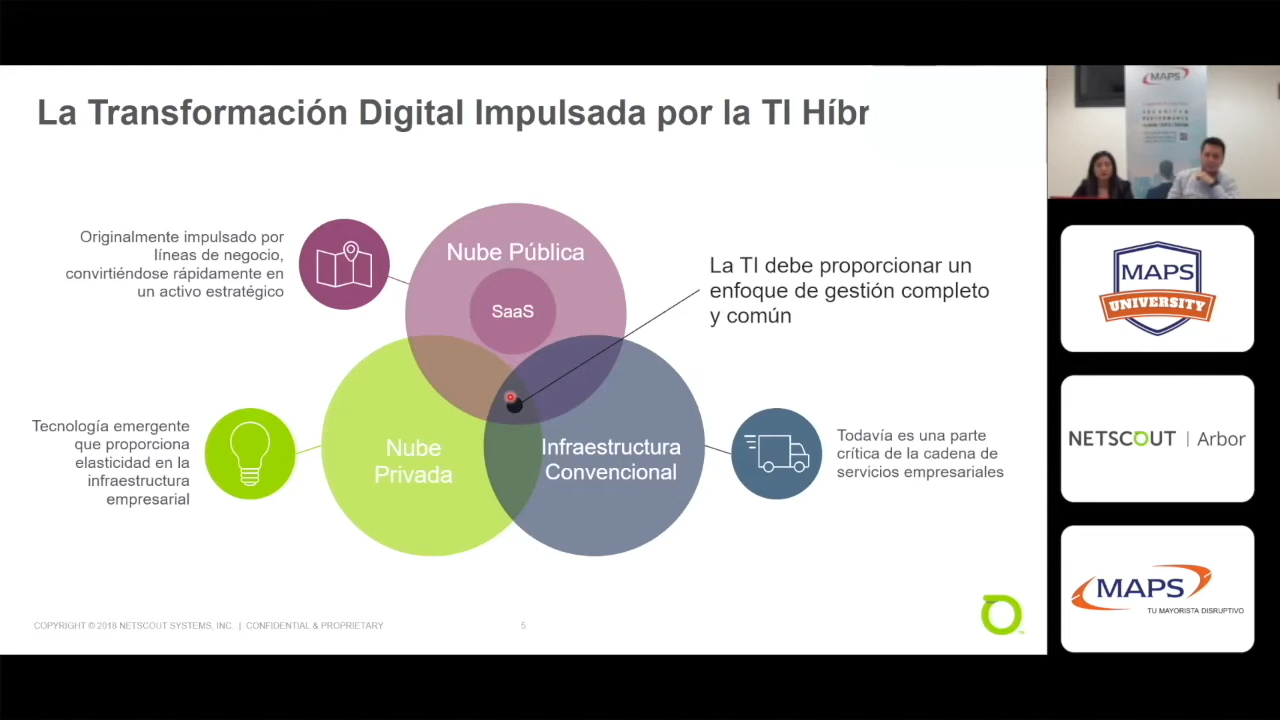 La Transformación Digital Impulsada por la TI Híbr
Originalmente impulsado por
líneas de negocio,
convirtiéndose rápidamente en
un activo estratégico
Nube Pública
SaaS
La TI debe proporcionar un
enfoque de gestión completo
y común
Tecnología emergente
que proporciona
elasticidad en la
infraestructura
empresarial
Nube
Privada
Infraestructura
Convencional
Todavía es una parte
crítica de la cadena de
servicios empresariales
COPYRIGHT © 2018 NETSCOUT SYSTEMS, INC. | CONFIDENTIAL & PROPRIETARY
5
MAPS
MAPS
UNIVERSITY
NETSCOUT | Arbor
MAPS
TU MAYORISTA DISRUPTIVO